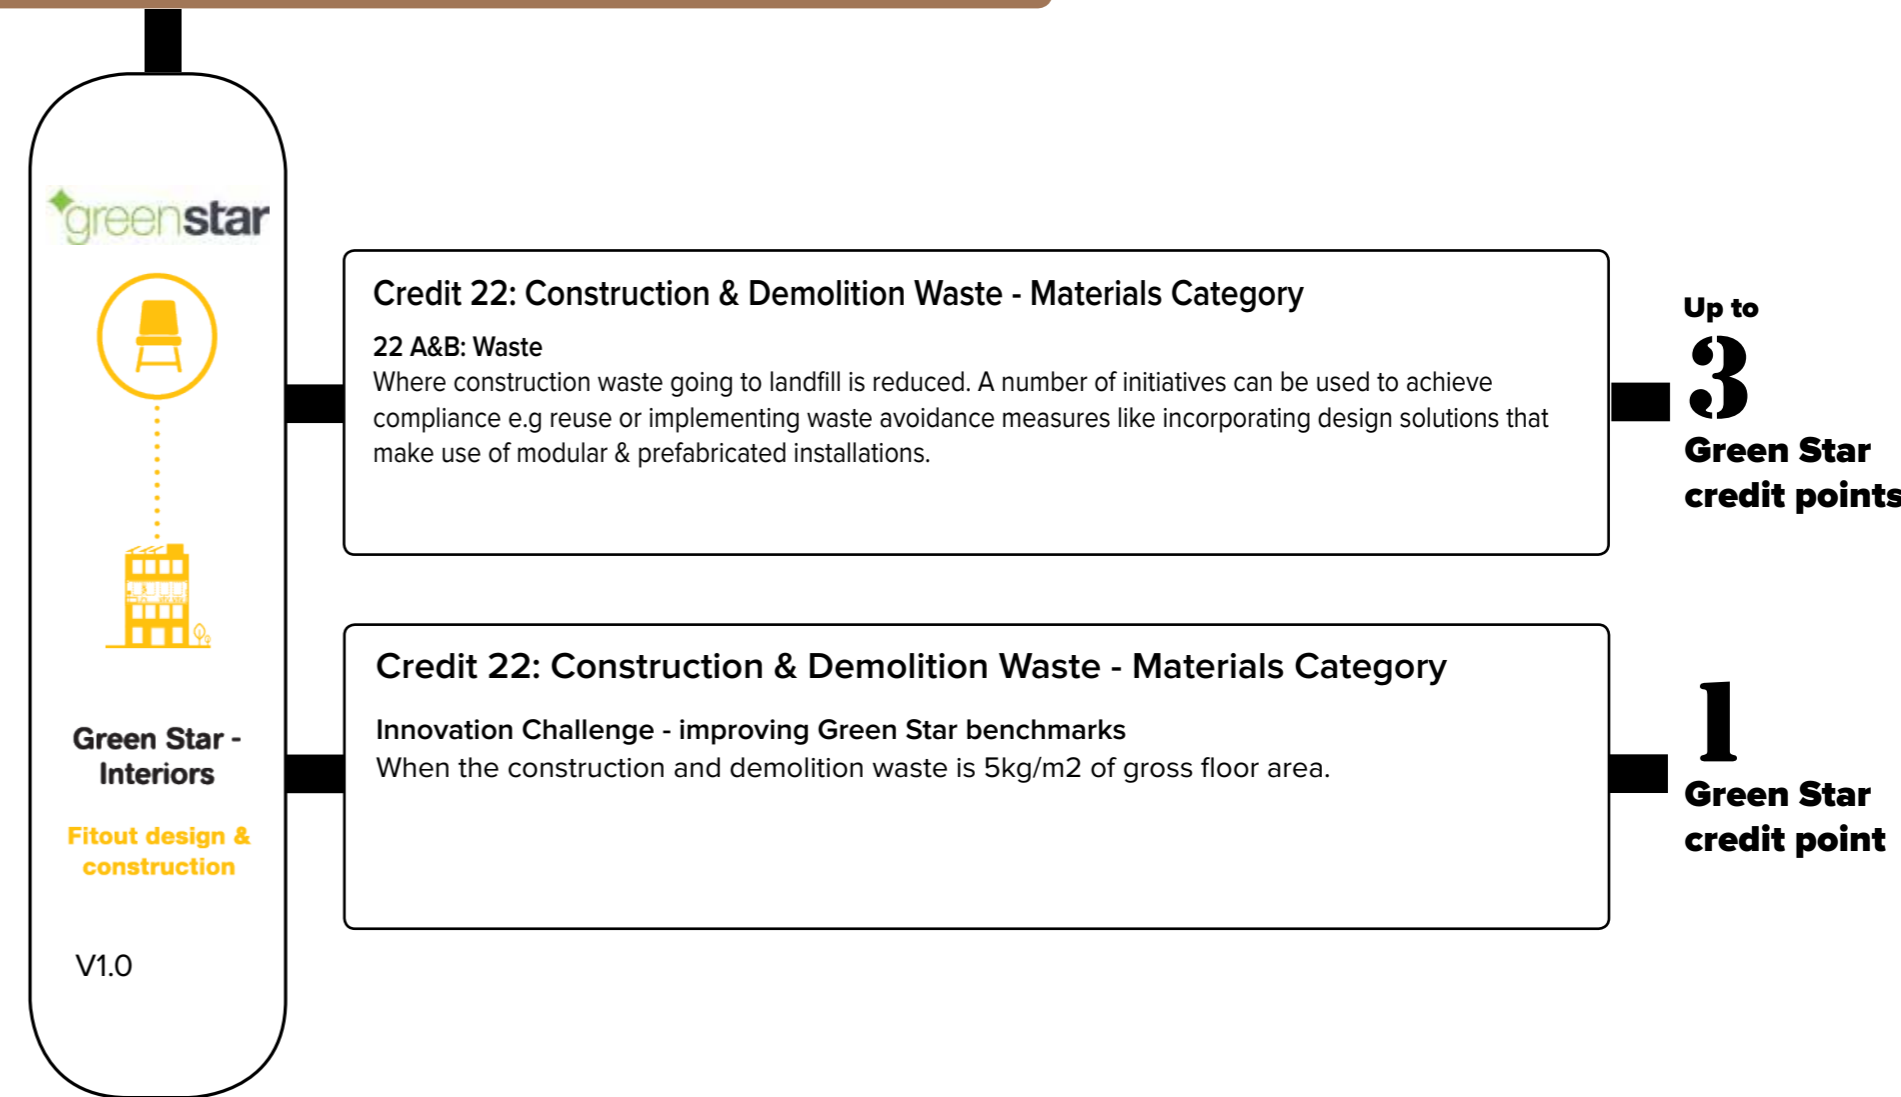 greenstar
Green Star -
Interiors
Fitout design &
construction
V1.0
Credit 22: Construction & Demolition Waste - Materials Category
22 A&B: Waste
Where construction waste going to landfill is reduced. A number of initiatives can be used to achieve
compliance e.g reuse or implementing waste avoidance measures like incorporating design solutions that
make use of modular & prefabricated installations.
Up to
3
Green Star
credit points
Credit 22: Construction & Demolition Waste - Materials Category
Innovation Challenge - improving Green Star benchmarks
When the construction and demolition waste is 5kg/m2 of gross floor area.
1
Green Star
credit point